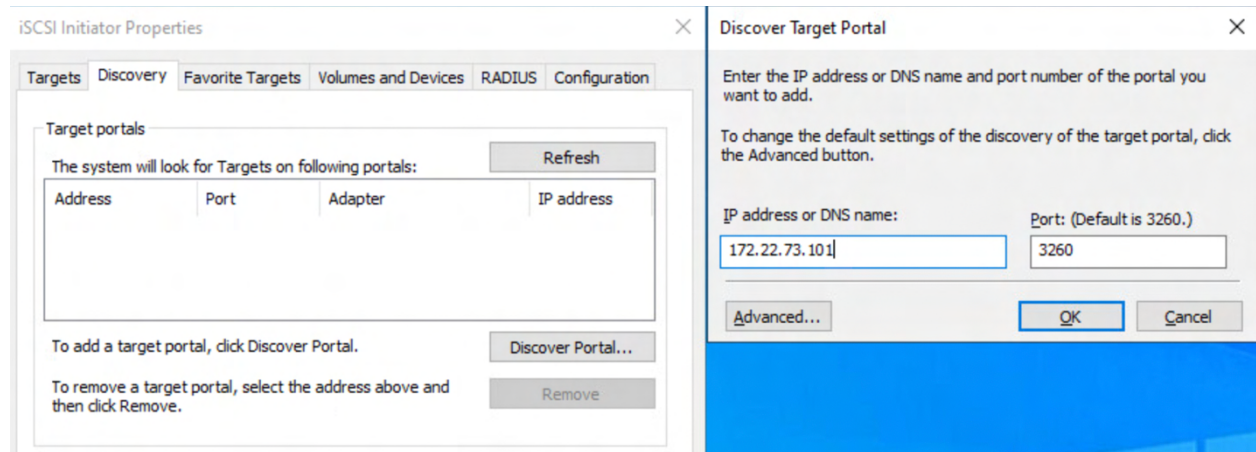 iSCSI Initiator Properties
Targets Discovery Favorite Targets Volumes and Devices RADIUS Configuration
Target portals
The system will look for Targets on following portals:
Refresh
Address Port Adapter IP address
To add a target portal, click Discover Portal.
Discover Portal...
To remove a target portal, select the address above and
then click Remove.
Remove
Discover Target Portal
Enter the IP address or DNS name and port number of the portal you
want to add.
To change the default settings of the discovery of the target portal, click
the Advanced button.
IP address or DNS name: Port: (Default is 3260.)
172.22.73.101 3260
Advanced... OK Cancel